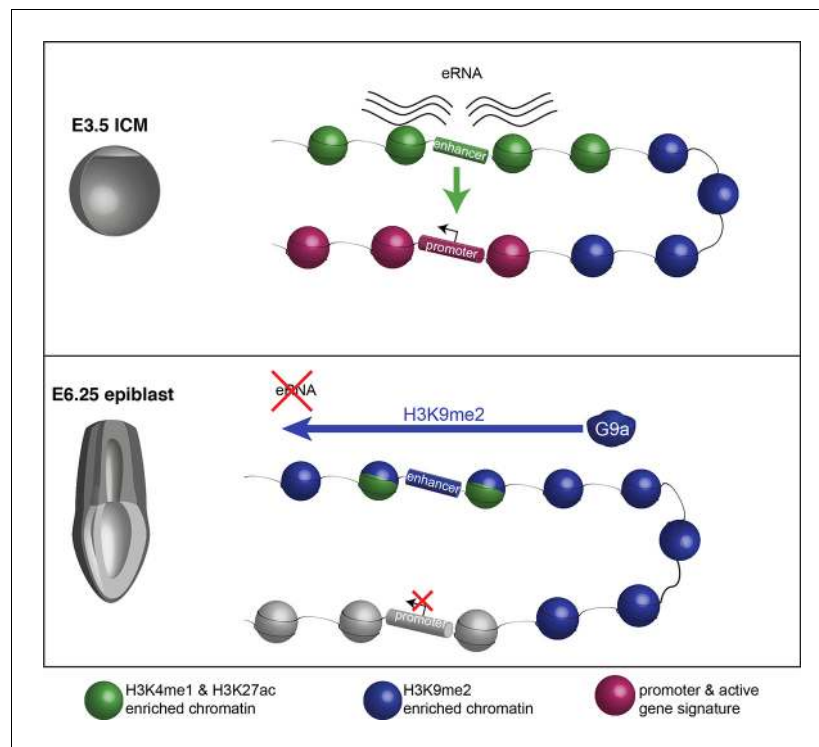 eRNA
E3.5 ICM
enhancer
promoter
E6.25 epiblast
eRNA
H3K9me2
G9a
enhancer
promoter
H3K4me1 & H3K27ac
enriched chromatin
H3K9me2
enriched chromatin
promoter & active
gene signature